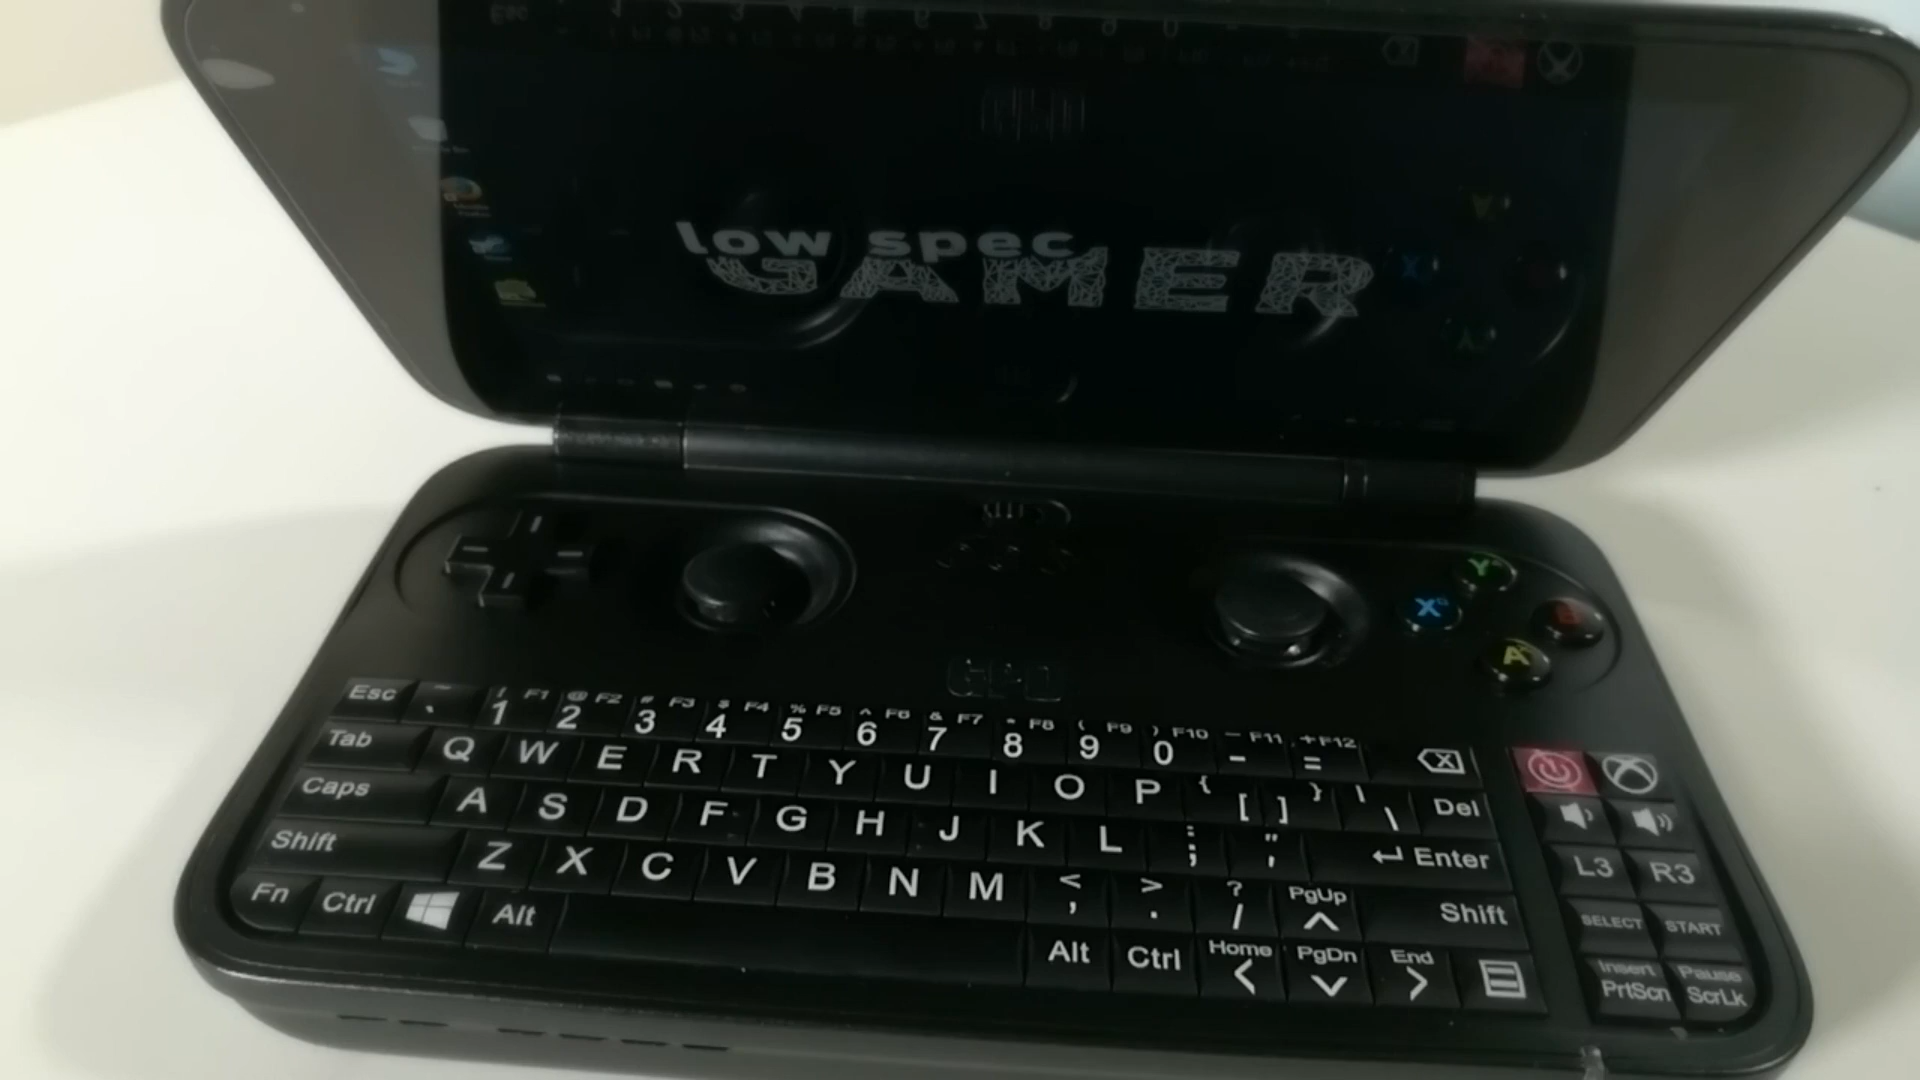 low spec
GAMER
Y
X
B
A
GPD
Esc ` ! 1 F1 @ 2 F2 # 3 F3 $ 4 F4 % 5 F5 ^ 6 F6 & 7 F7 * 8 F8 ( 9 F9 ) 0 F10 - F11 + = F12
Tab Q W E R T Y U I O P { [ } ] | \ Del
Caps A S D F G H J K L : ; " ' Enter
Shift Z X C V B N M < , > . ? / PgUp Shift
Fn Ctrl Alt Alt Ctrl Home PgDn End
L3 R3
SELECT START
Insert Pause
PrtScn ScrLk